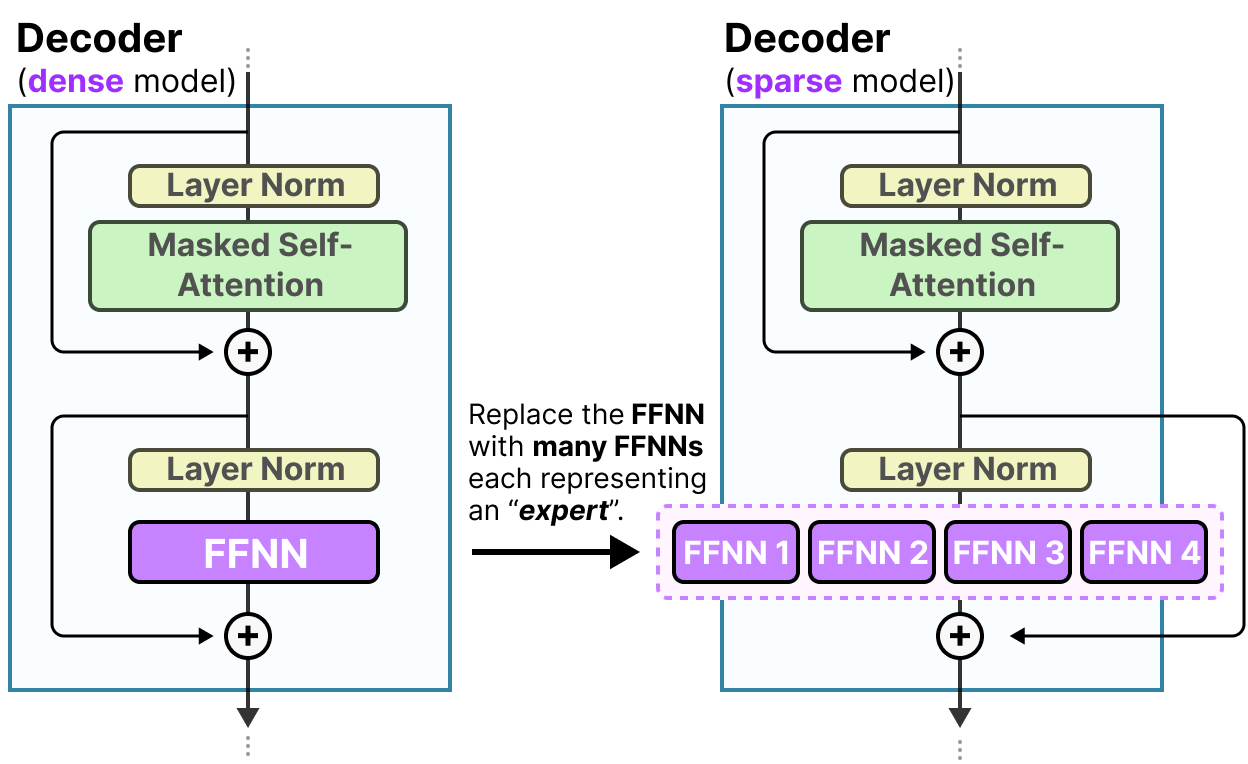 Decoder
(dense model)
Layer Norm
Masked Self-
Attention
+
Layer Norm
FFNN
+
Replace the FFNN
with many FFNNs
each representing
an “expert”.
Decoder
(sparse model)
Layer Norm
Masked Self-
Attention
+
Layer Norm
FFNN 1
FFNN 2
FFNN 3
FFNN 4
+